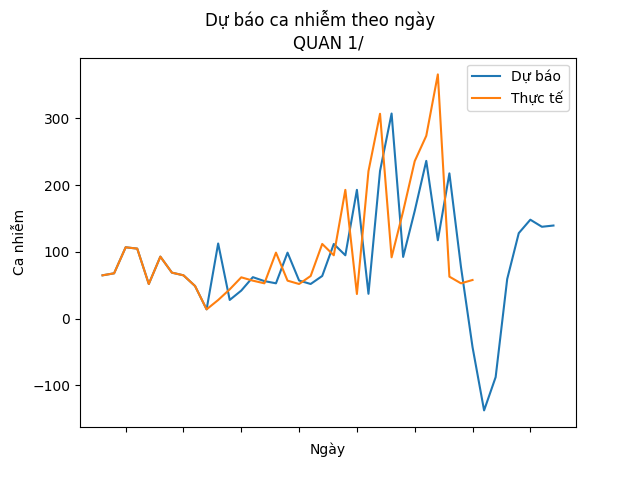 Dự báo ca nhiễm theo ngày
QUAN 1/
Dự báo
Thực tế
300
200
100
0
−100
Ca nhiễm
Ngày